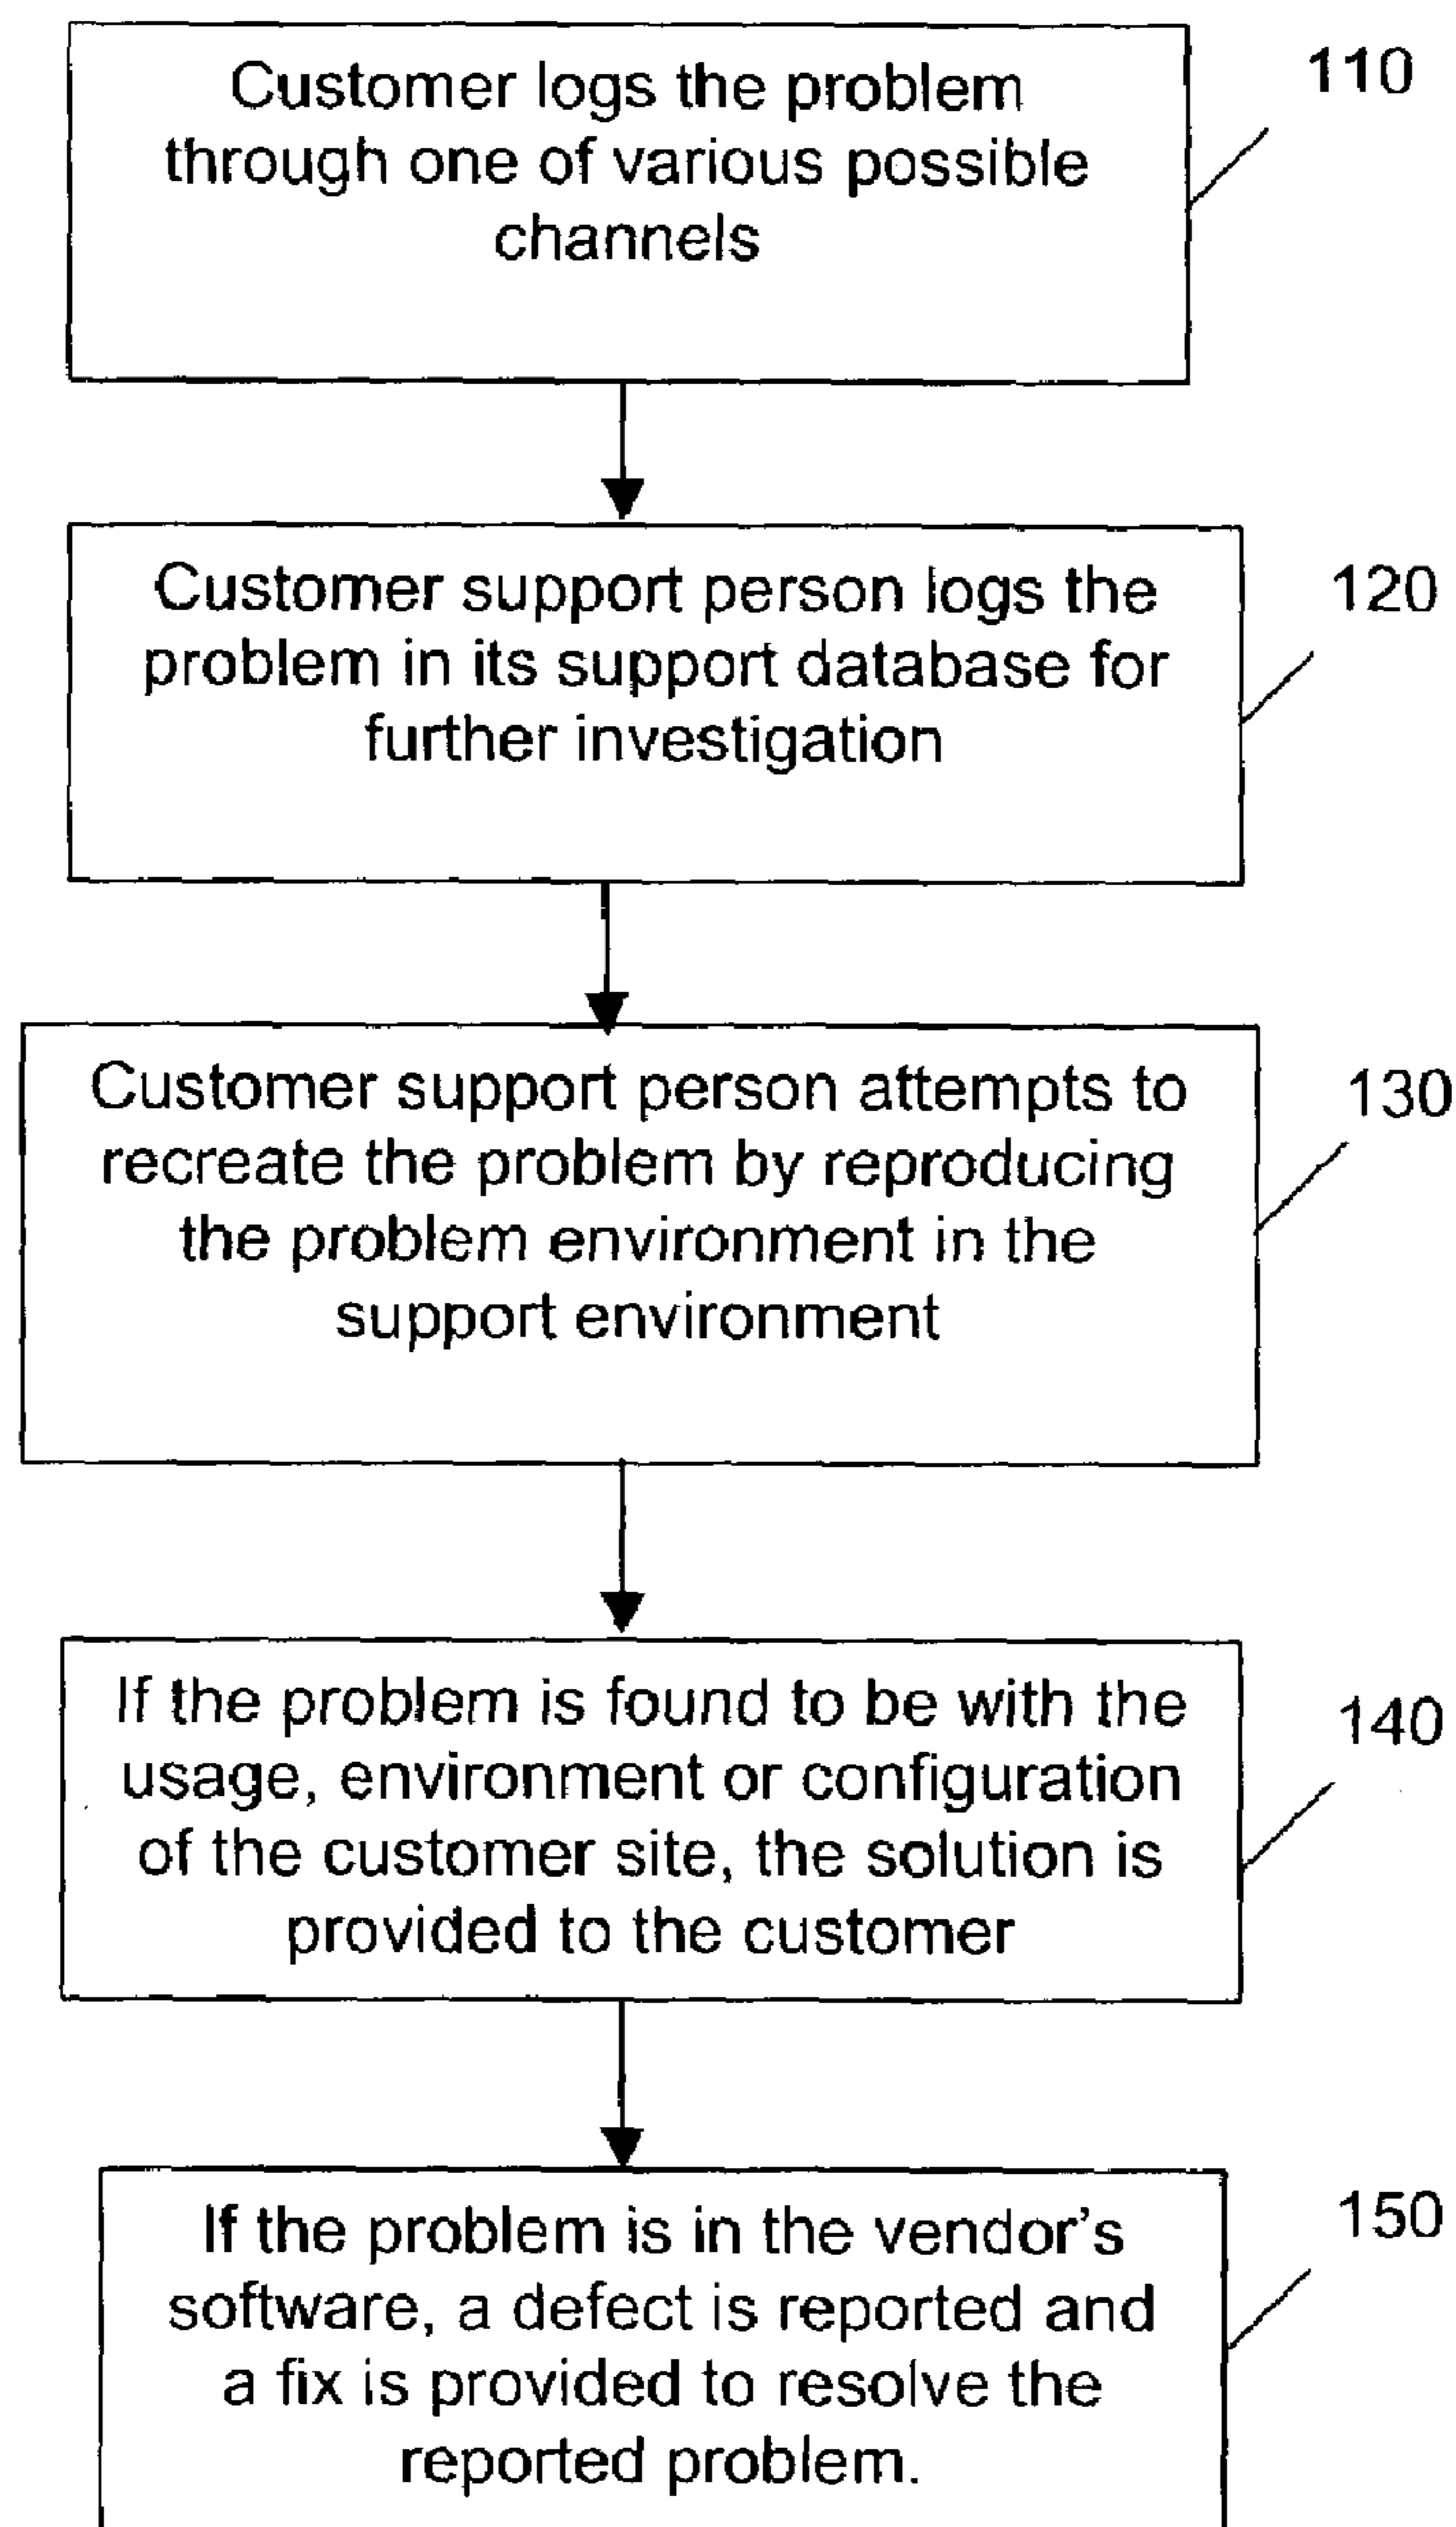 Customer logs the problem
through one of various possible
channels
110
Customer support person logs the
problem in its support database for
further investigation
120
Customer support person attempts to
recreate the problem by reproducing
the problem environment in the
support environment
130
If the problem is found to be with the
usage, environment or configuration
of the customer site, the solution is
provided to the customer
140
If the problem is in the vendor's
software, a defect is reported and
a fix is provided to resolve the
reported problem.
150